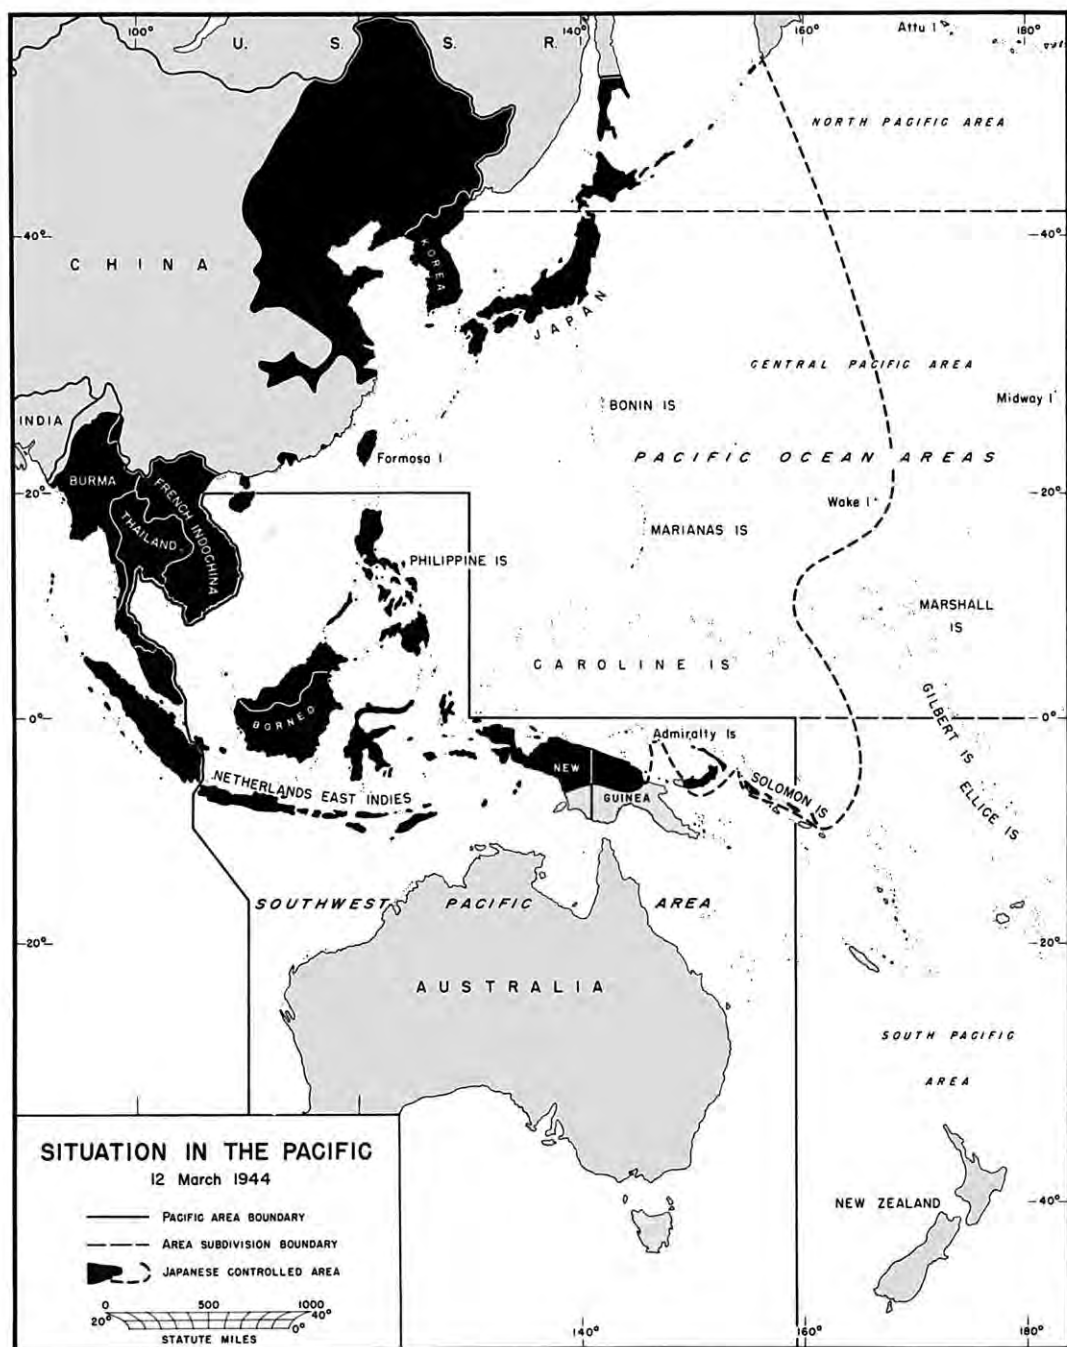 100°
140°
160°
180°
U. S. S. R.
Attu I
NORTH PACIFIC AREA
40°
40°
CHINA
KOREA
JAPAN
CENTRAL PACIFIC AREA
Midway I
INDIA
BONIN IS
BURMA
Formosa I
PACIFIC OCEAN AREAS
FRENCH INDOCHINA
20°
20°
Wake I
THAILAND
MARIANAS IS
PHILIPPINE IS
MARSHALL
IS
CAROLINE IS
GILBERT IS
0°
0°
BORNEO
Admiralty Is
NEW
GUINEA
SOLOMON IS
NETHERLANDS EAST INDIES
ELLICE IS
SOUTHWEST PACIFIC AREA
20°
20°
AUSTRALIA
SOUTH PACIFIC
AREA
SITUATION IN THE PACIFIC
12 March 1944
PACIFIC AREA BOUNDARY
AREA SUBDIVISION BOUNDARY
JAPANESE CONTROLLED AREA
0 500 1000
20° 40°
0°
STATUTE MILES
NEW ZEALAND
40°
140°
160°
180°